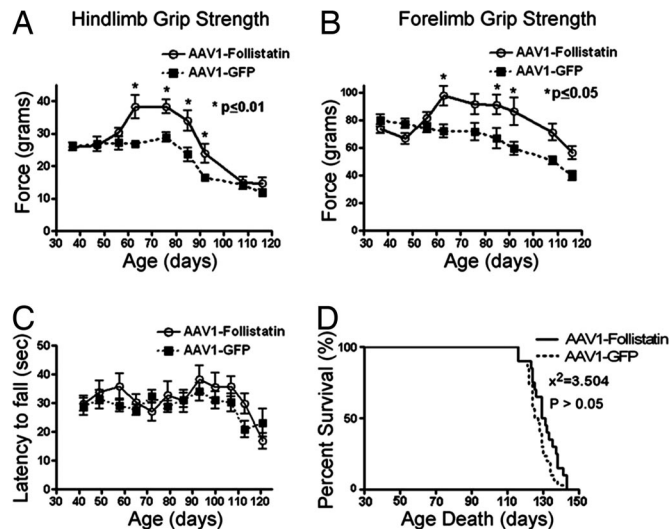 A
Hindlimb Grip Strength
AAV1-Follistatin
AAV1-GFP
* p≤0.01
* * * *
Force (grams)
40
30
20
10
0
30 40 50 60 70 80 90 100 110 120
Age (days)
B
Forelimb Grip Strength
AAV1-Follistatin
AAV1-GFP
* p≤0.05
* * *
Force (grams)
100
80
60
40
20
0
30 40 50 60 70 80 90 100 110 120
Age (days)
C
AAV1-Follistatin
AAV1-GFP
Latency to fall (sec)
50
40
30
20
10
0
30 40 50 60 70 80 90 100 110 120
Age (days)
D
AAV1-Follistatin
AAV1-GFP
x²=3.504
P > 0.05
Percent Survival (%)
100
50
0
30 50 70 90 110 130 150
Age Death (days)